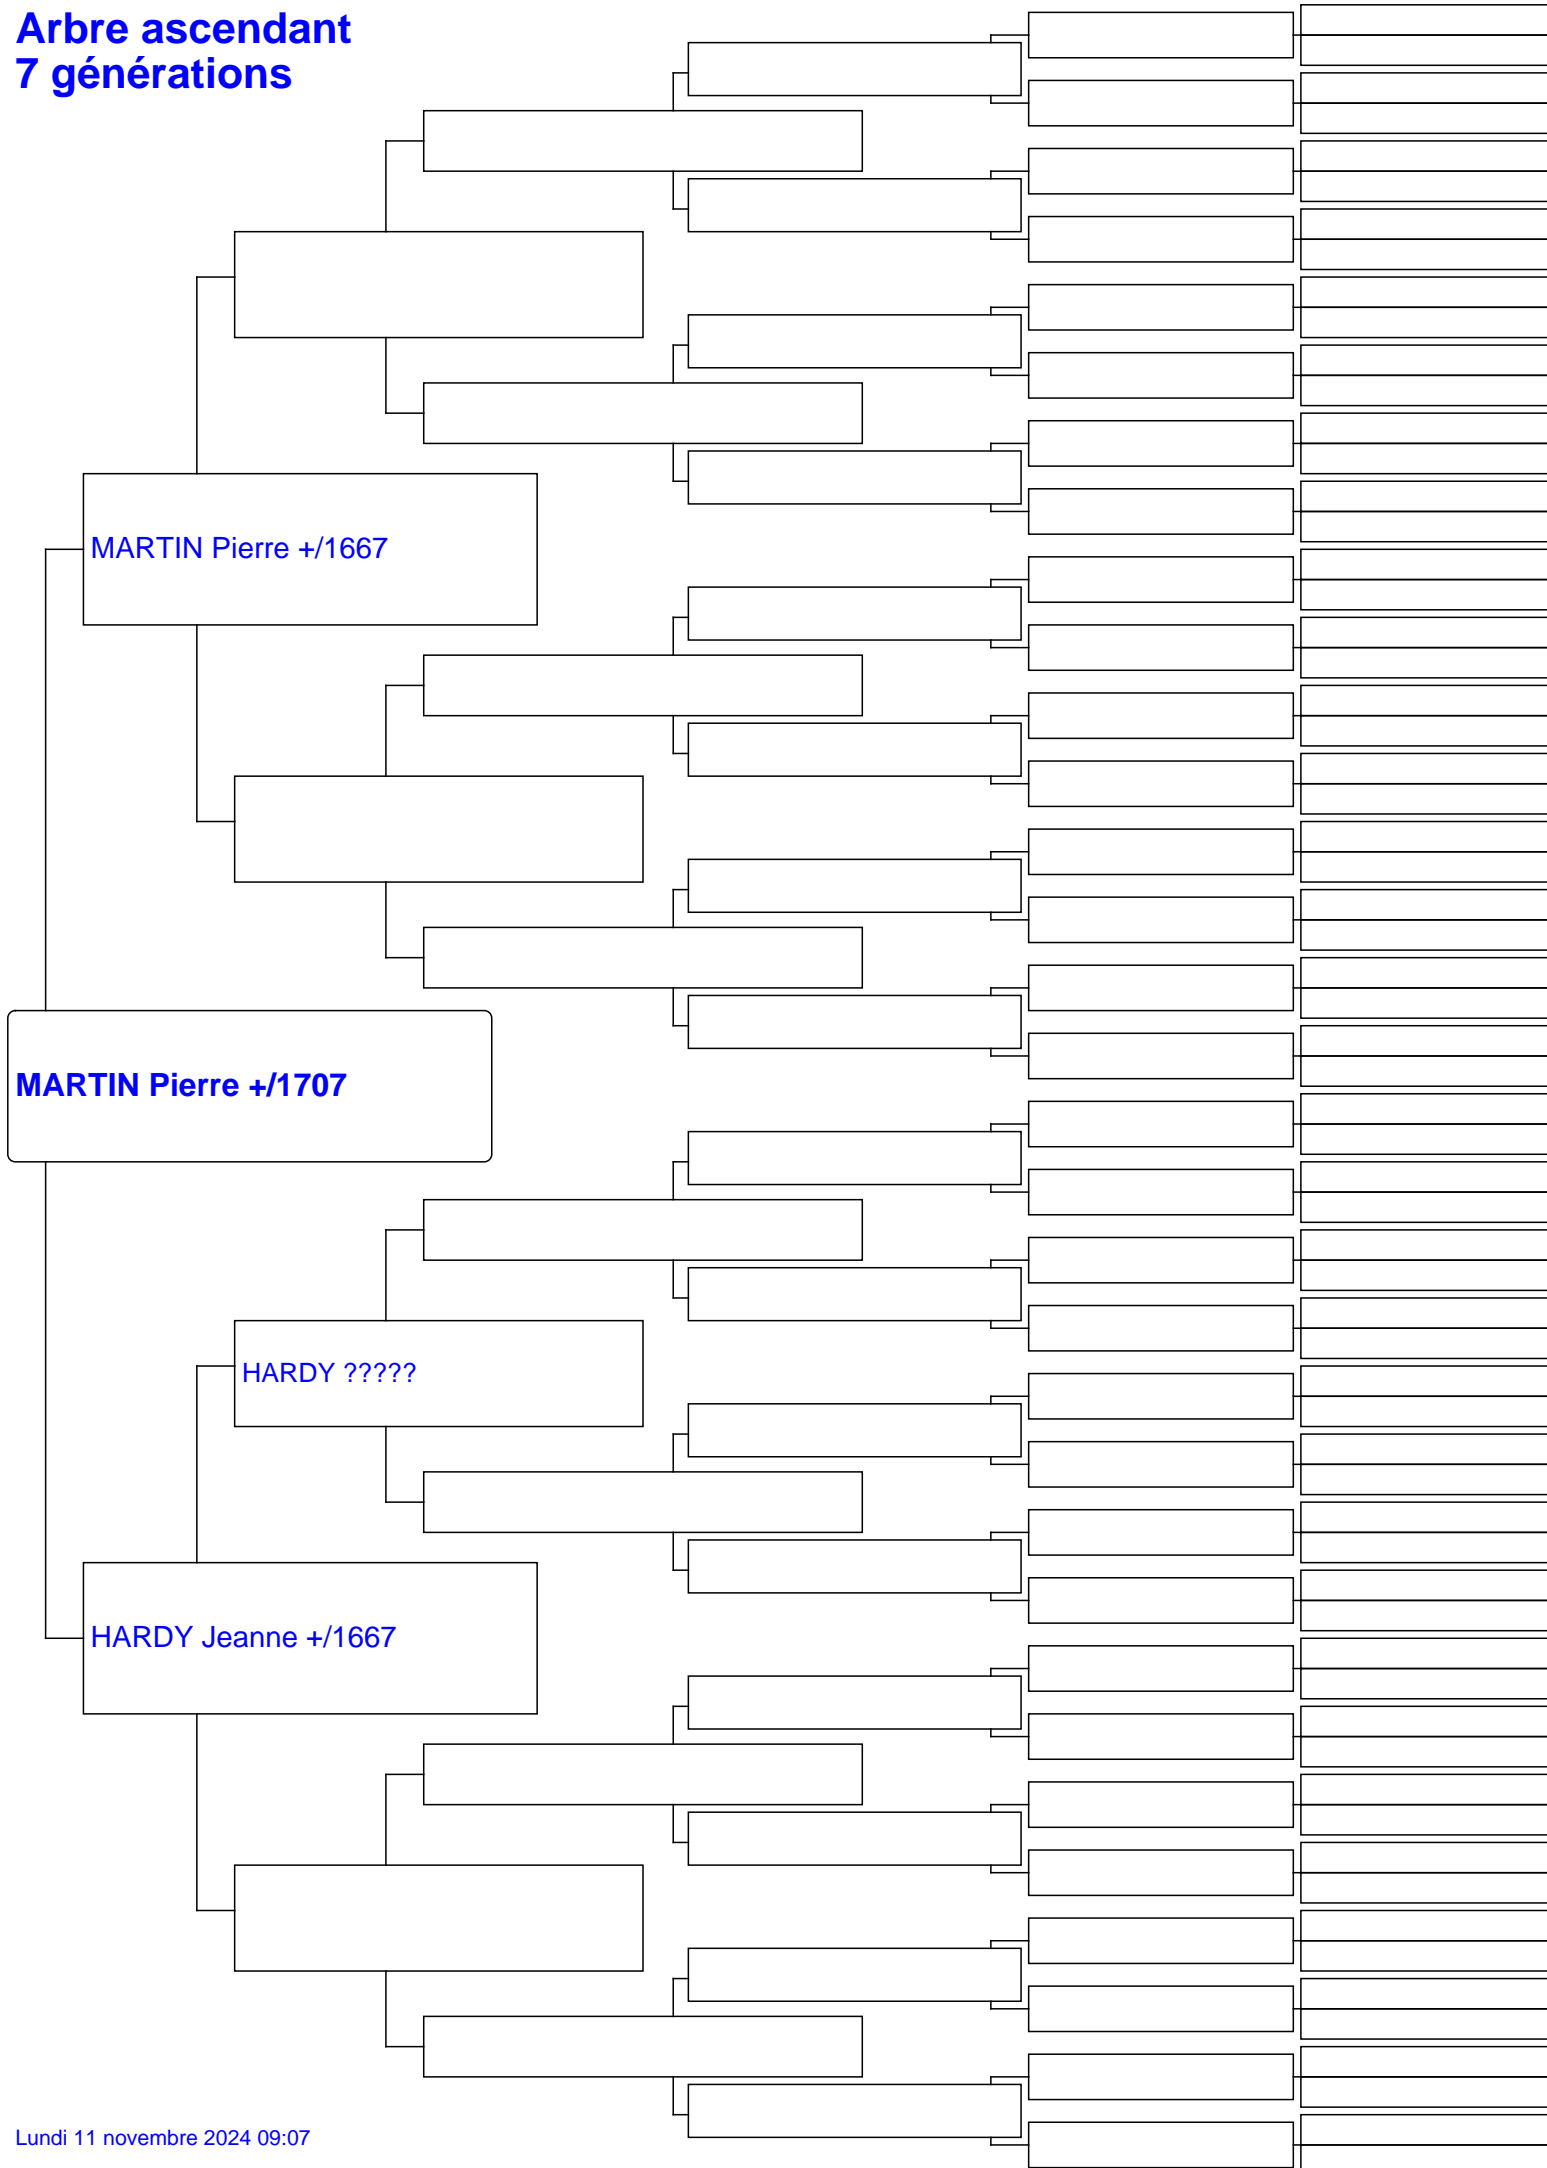 Arbre ascendant
7 générations
MARTIN Pierre +/1667
MARTIN Pierre +/1707
HARDY ?????
HARDY Jeanne +/1667
Lundi 11 novembre 2024 09:07